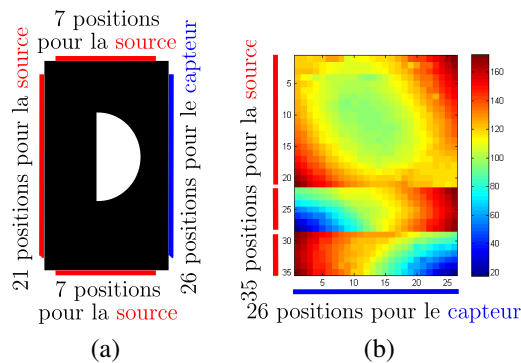 7 positions
pour la source
21 positions pour la source
26 positions pour le capteur
7 positions
pour la source
(a)
35 positions pour la source
5
10
15
20
25
30
35
5 10 15 20 25
160
140
120
100
80
60
40
20
26 positions pour le capteur
(b)